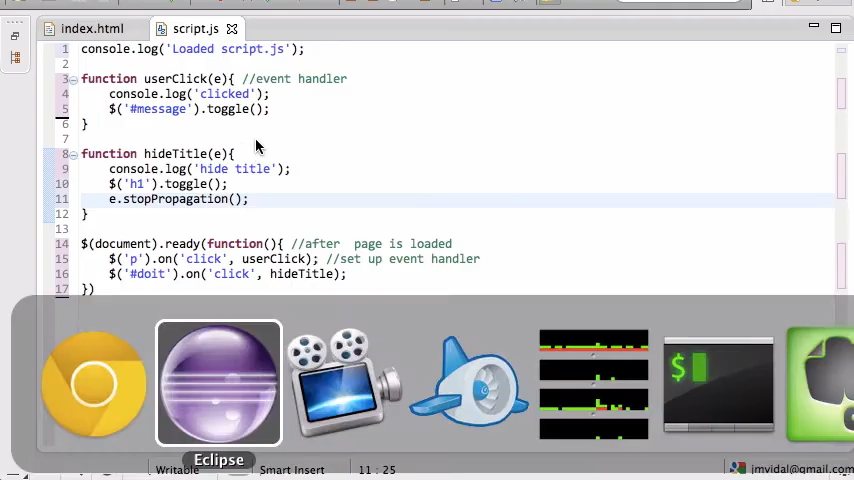 index.html script.js
1 console.log('Loaded script.js');
2
3 function userClick(e){ //event handler
4 console.log('clicked');
5 $('#message').toggle();
6 }
7
8 function hideTitle(e){
9 console.log('hide title');
10 $('h1').toggle();
11 e.stopPropagation();
12 }
13
14 $(document).ready(function(){ //after page is loaded
15 $('p').on('click', userClick); //set up event handler
16 $('#doit').on('click', hideTitle);
17 })
$
Eclipse
Writable Smart Insert 11 : 25 jmvidal@gmail.com